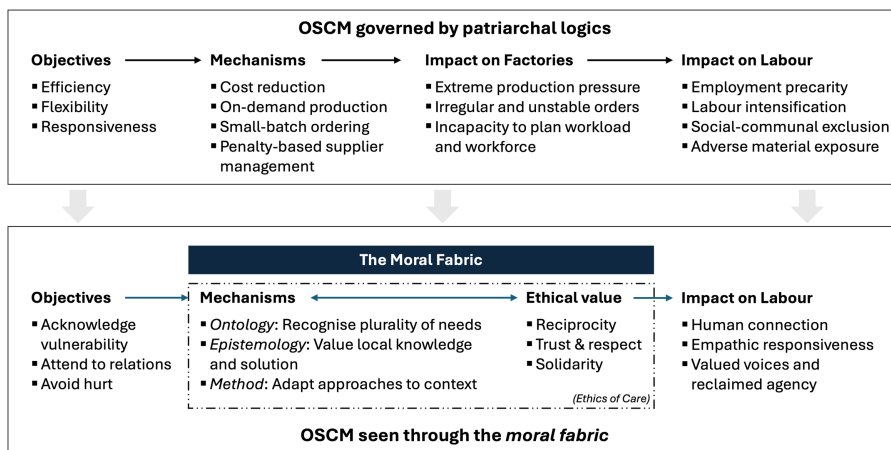 OSCM governed by patriarchal logics
Objectives
▪ Efficiency
▪ Flexibility
▪ Responsiveness
Mechanisms
▪ Cost reduction
▪ On-demand production
▪ Small-batch ordering
▪ Penalty-based supplier
management
Impact on Factories
▪ Extreme production pressure
▪ Irregular and unstable orders
▪ Incapacity to plan workload
and workforce
Impact on Labour
▪ Employment precarity
▪ Labour intensification
▪ Social-communal exclusion
▪ Adverse material exposure
The Moral Fabric
Objectives
▪ Acknowledge
vulnerability
▪ Attend to relations
▪ Avoid hurt
Mechanisms
▪ Ontology: Recognise plurality of needs
▪ Epistemology: Value local knowledge
and solution
▪ Method: Adapt approaches to context
Ethical value
▪ Reciprocity
▪ Trust & respect
▪ Solidarity
(Ethics of Care)
Impact on Labour
▪ Human connection
▪ Empathic responsiveness
▪ Valued voices and
reclaimed agency
OSCM seen through the moral fabric